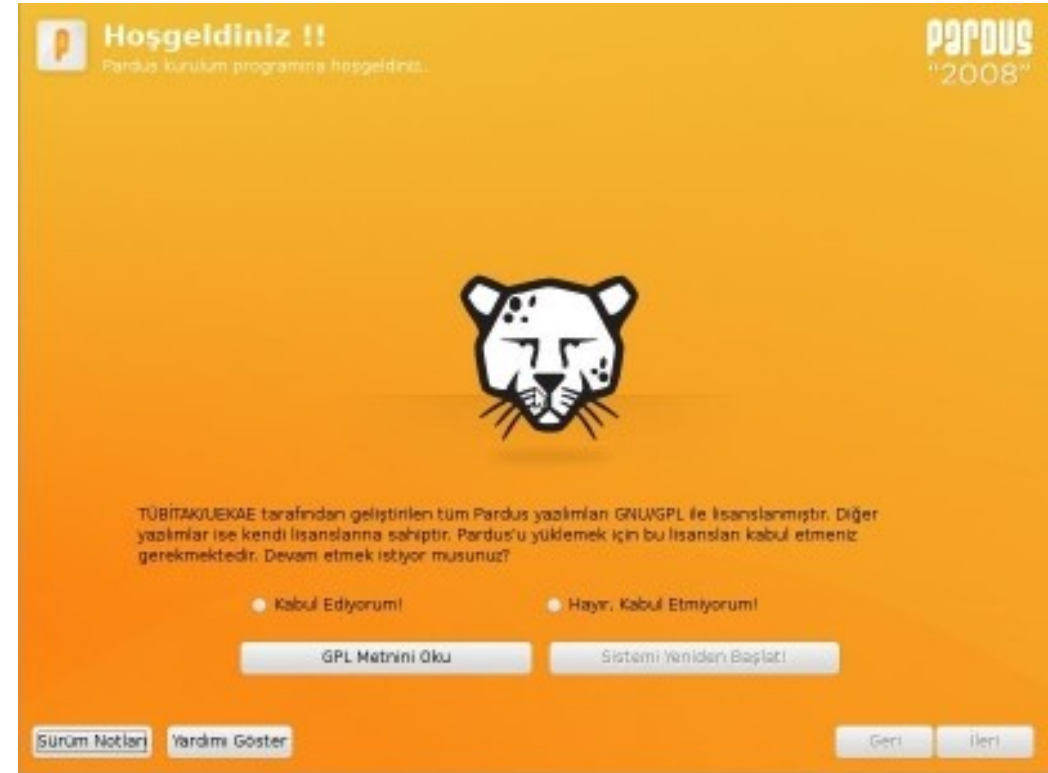 Hoşgeldiniz !!
Pardus kurulum programına hoşgeldiniz.
Pardus
"2008"
TÜBİTAK/UEKAE tarafından geliştirilen tüm Pardus yazılımları GNU/GPL ile lisanslanmıştır. Diğer
yazılımlar ise kendi lisanslarına sahiptir. Pardus'u yüklemek için bu lisansları kabul etmeniz
gerekmektedir. Devam etmek istiyor musunuz?
Kabul Ediyorum!
Hayır, Kabul Etmiyorum!
GPL Metnini Oku
Sistemi Yeniden Başlat!
Sürüm Notları
Yardımı Göster
Geri
İleri